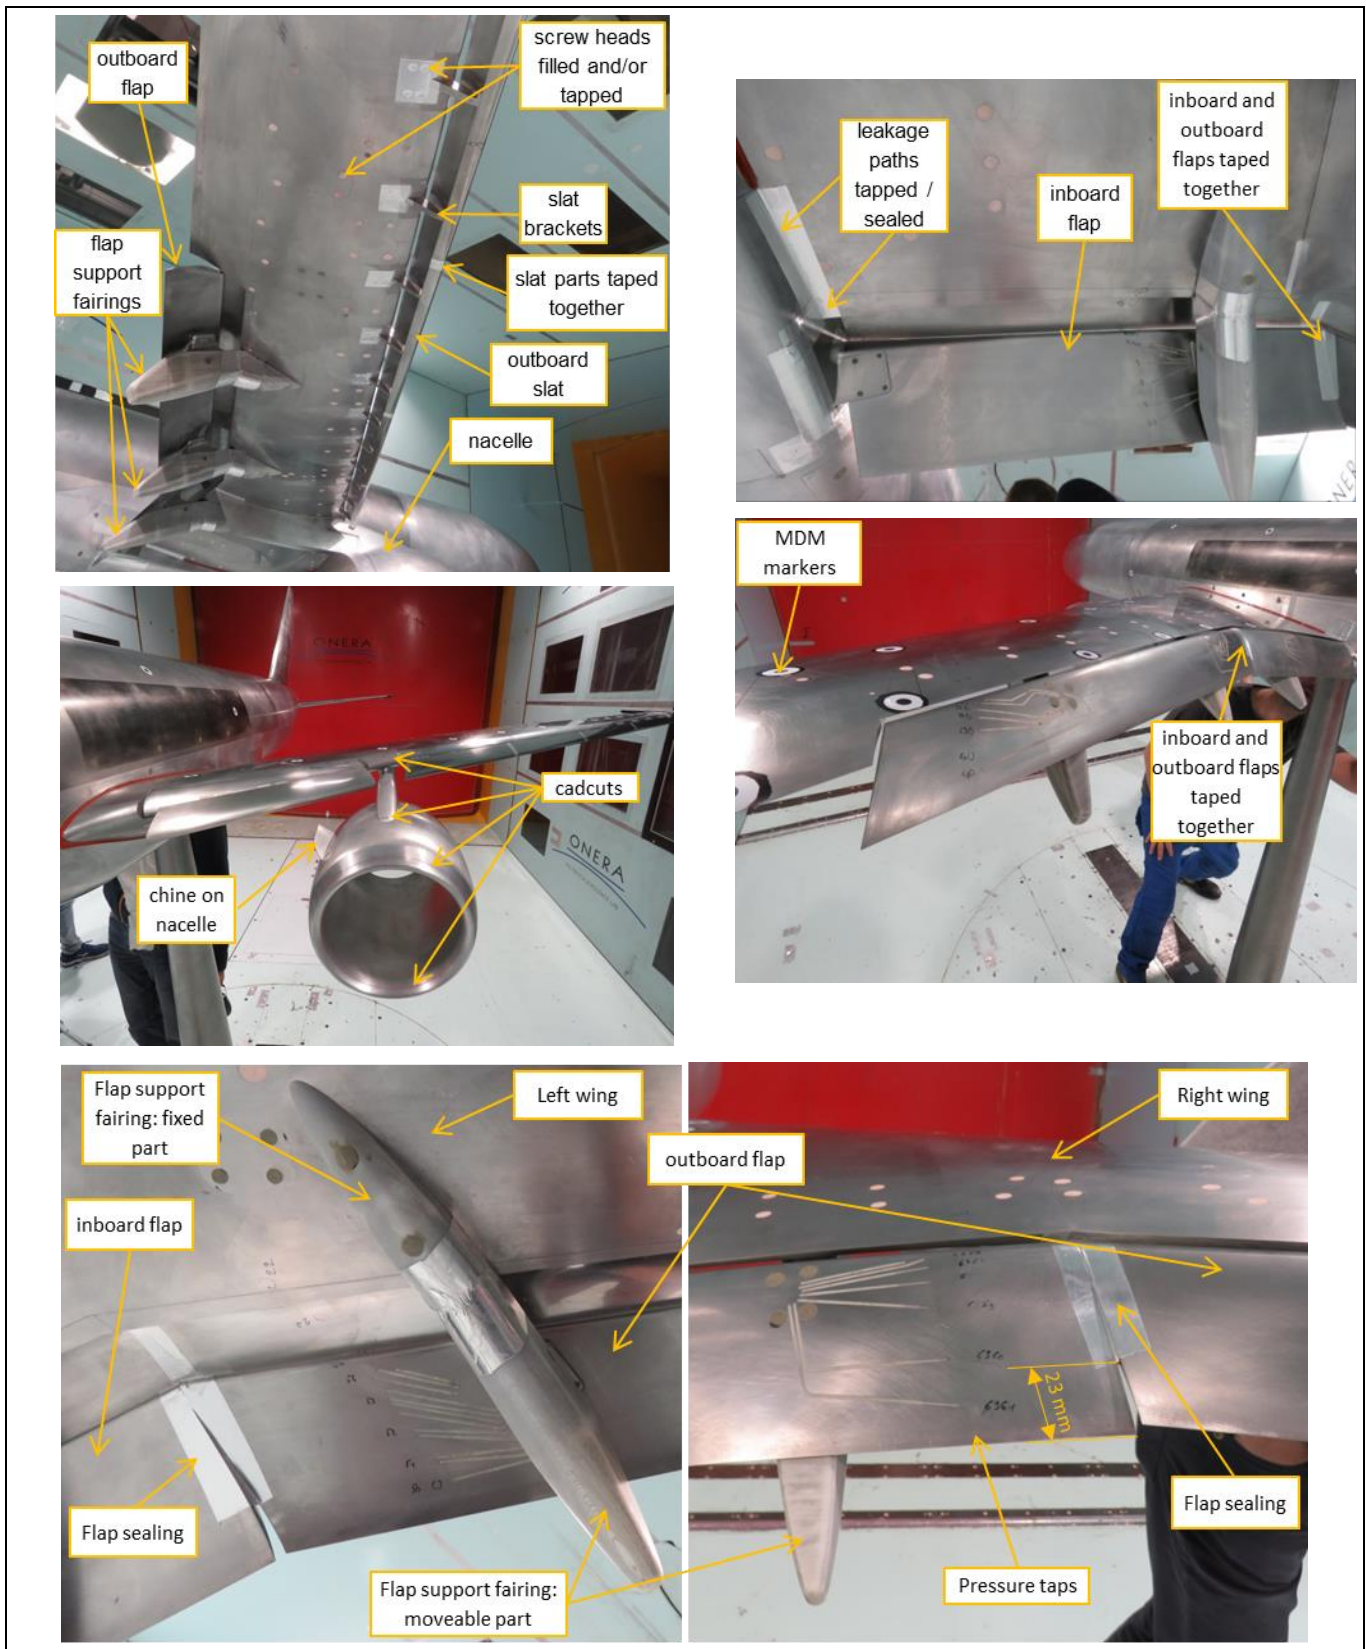 outboard
flap
screw heads
filled and/or
tapped
flap
support
fairings
slat
brackets
slat parts taped
together
outboard
slat
nacelle
leakage
paths
tapped /
sealed
inboard
flap
inboard and
outboard
flaps taped
together
ONERA
cadcuts
chine on
nacelle
ONERA
MDM
markers
inboard and
outboard flaps
taped
together
Flap support
fairing: fixed
part
Left wing
inboard flap
outboard flap
Flap sealing
Flap support fairing:
moveable part
Right wing
23 mm
Flap sealing
Pressure taps